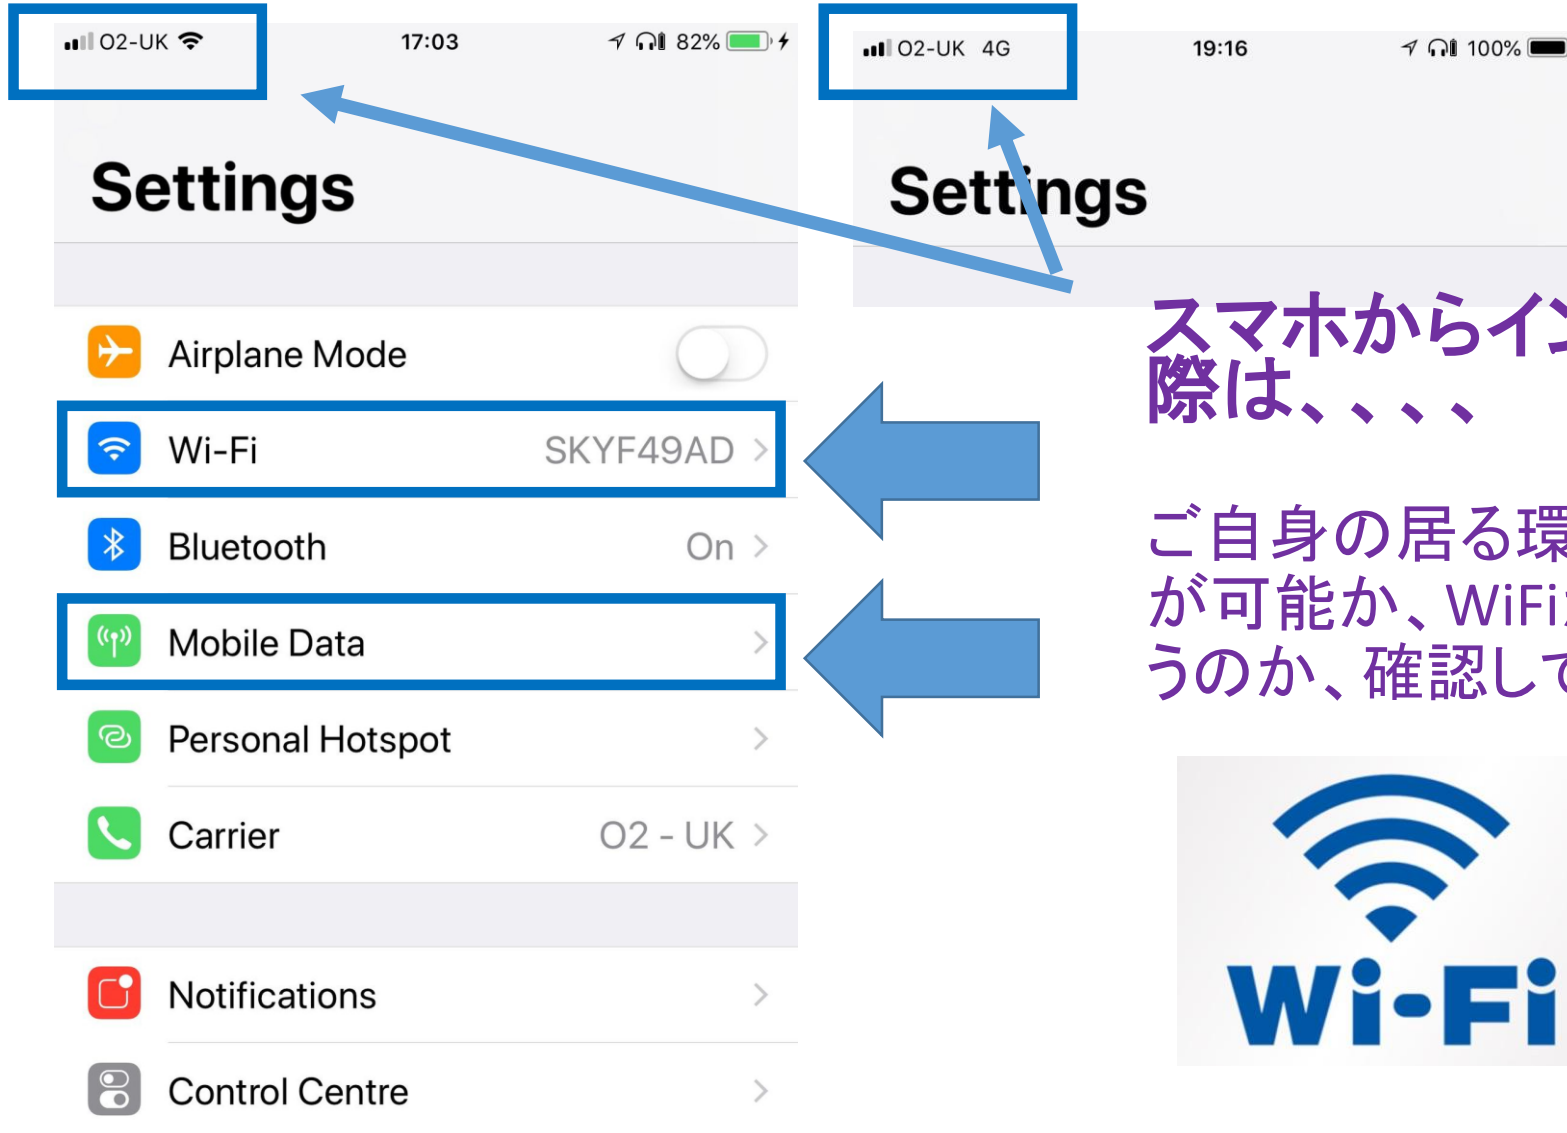 O2-UK
17:03
82%
Settings
Airplane Mode
Wi-Fi SKYF49AD
Bluetooth On
Mobile Data
Personal Hotspot
Carrier O2 - UK
Notifications
Control Centre
O2-UK 4G
19:16
100%
Settings
スマホからイン
際は、、、、
ご自身の居る環
が可能か、WiFi
うのか、確認して
Wi-Fi